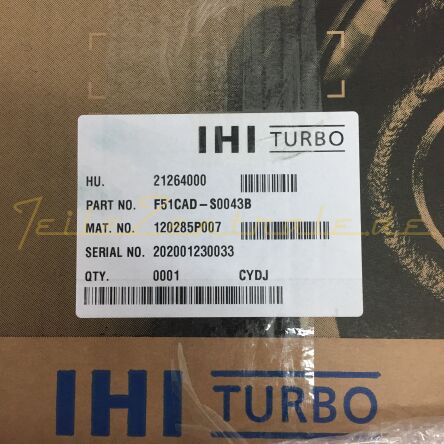 IHI TURBO
HU. 21264000
PART NO. F51CAD-S0043B
MAT. NO. 120285P007
SERIAL NO. 202001230033
QTY. 0001 CYDJ
IHI TURBO